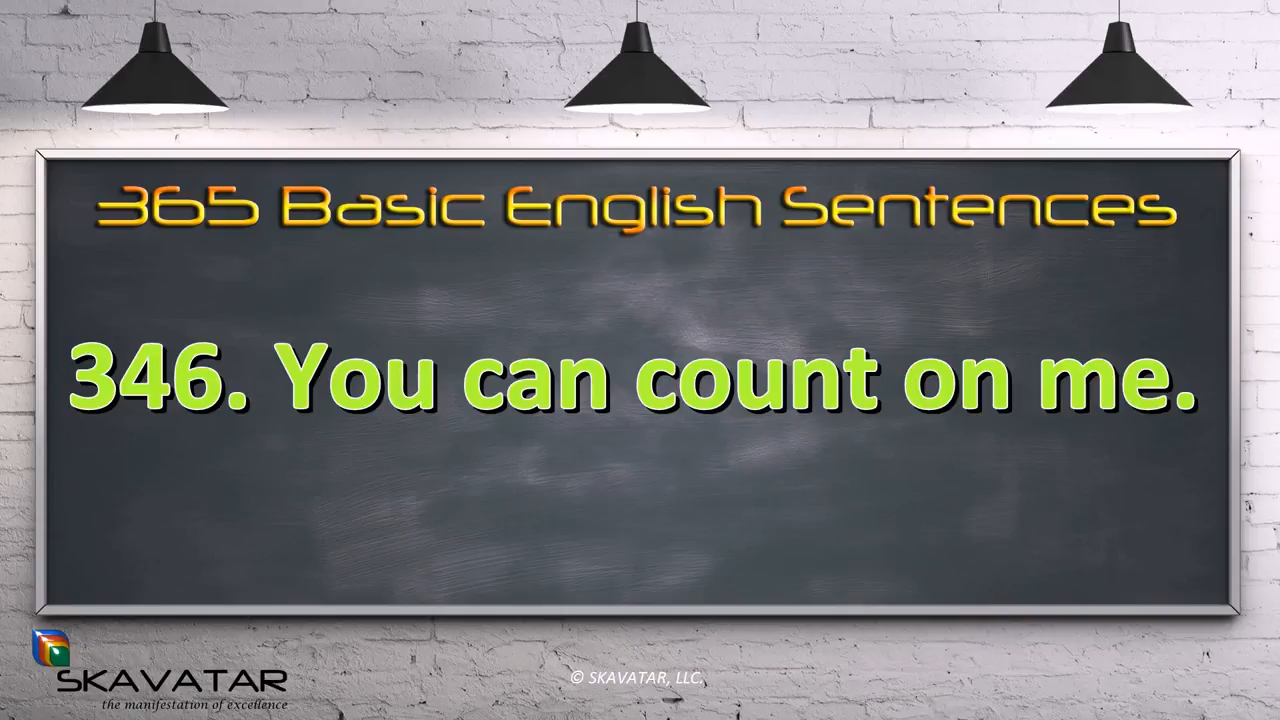 365 Basic English Sentences
346. You can count on me.
SKAVATAR
the manifestation of excellence
© SKAVATAR, LLC.